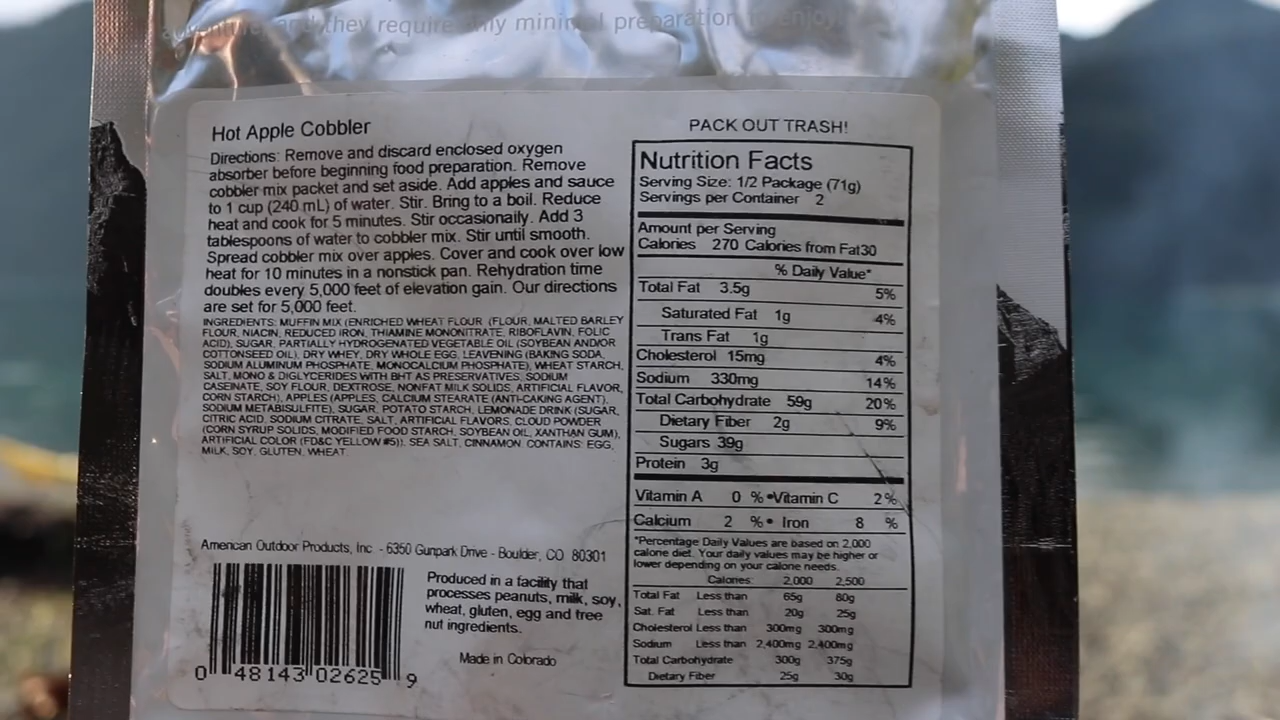 adventure and they require only minimal preparation to enjoy!
Hot Apple Cobbler
Directions: Remove and discard enclosed oxygen
absorber before beginning food preparation. Remove
cobbler mix packet and set aside. Add apples and sauce
to 1 cup (240 mL) of water. Stir. Bring to a boil. Reduce
heat and cook for 5 minutes. Stir occasionally. Add 3
tablespoons of water to cobbler mix. Stir until smooth.
Spread cobbler mix over apples. Cover and cook over low
heat for 10 minutes in a nonstick pan. Rehydration time
doubles every 5,000 feet of elevation gain. Our directions
are set for 5,000 feet.
INGREDIENTS: MUFFIN MIX (ENRICHED WHEAT FLOUR (FLOUR, MALTED BARLEY
FLOUR, NIACIN, REDUCED IRON, THIAMINE MONONITRATE, RIBOFLAVIN, FOLIC
ACID), SUGAR, PARTIALLY HYDROGENATED VEGETABLE OIL (SOYBEAN AND/OR
COTTONSEED OIL), DRY WHEY, DRY WHOLE EGG, LEAVENING (BAKING SODA,
SODIUM ALUMINUM PHOSPHATE, MONOCALCIUM PHOSPHATE), WHEAT STARCH,
SALT, MONO & DIGLYCERIDES WITH BHT AS PRESERVATIVES, SODIUM
CASEINATE, SOY FLOUR, DEXTROSE, NONFAT MILK SOLIDS, ARTIFICIAL FLAVOR,
CORN STARCH), APPLES (APPLES, CALCIUM STEARATE (ANTI-CAKING AGENT),
SODIUM METABISULFITE), SUGAR, POTATO STARCH, LEMONADE DRINK (SUGAR,
CITRIC ACID, SODIUM CITRATE, SALT, ARTIFICIAL FLAVORS, CLOUD POWDER
(CORN SYRUP SOLIDS, MODIFIED FOOD STARCH, SOYBEAN OIL, XANTHAN GUM),
ARTIFICIAL COLOR (FD&C YELLOW #5)). SEA SALT, CINNAMON. CONTAINS: EGG,
MILK, SOY, GLUTEN, WHEAT.
American Outdoor Products, Inc. - 6350 Gunpark Drive - Boulder, CO 80301
Produced in a facility that
processes peanuts, milk, soy,
wheat, gluten, egg and tree
nut ingredients.
Made in Colorado
0 48143 02625 9
PACK OUT TRASH!
Nutrition Facts
Serving Size: 1/2 Package (71g)
Servings per Container 2
Amount per Serving
Calories 270 Calories from Fat30
% Daily Value*
Total Fat 3.5g 5%
Saturated Fat 1g 4%
Trans Fat 1g
Cholesterol 15mg 4%
Sodium 330mg 14%
Total Carbohydrate 59g 20%
Dietary Fiber 2g 9%
Sugars 39g
Protein 3g
Vitamin A 0 % • Vitamin C 2%
Calcium 2 % • Iron 8 %
*Percentage Daily Values are based on 2,000
calorie diet. Your daily values may be higher or
lower depending on your calorie needs.
Calories: 2,000 2,500
Total Fat Less than 65g 80g
Sat. Fat Less than 20g 25g
Cholesterol Less than 300mg 300mg
Sodium Less than 2,400mg 2,400mg
Total Carbohydrate 300g 375g
Dietary Fiber 25g 30g